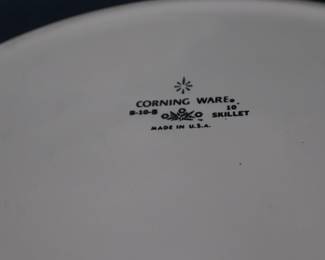 CORNING WARE®
B-10-B 10
SKILLET
MADE IN U.S.A.